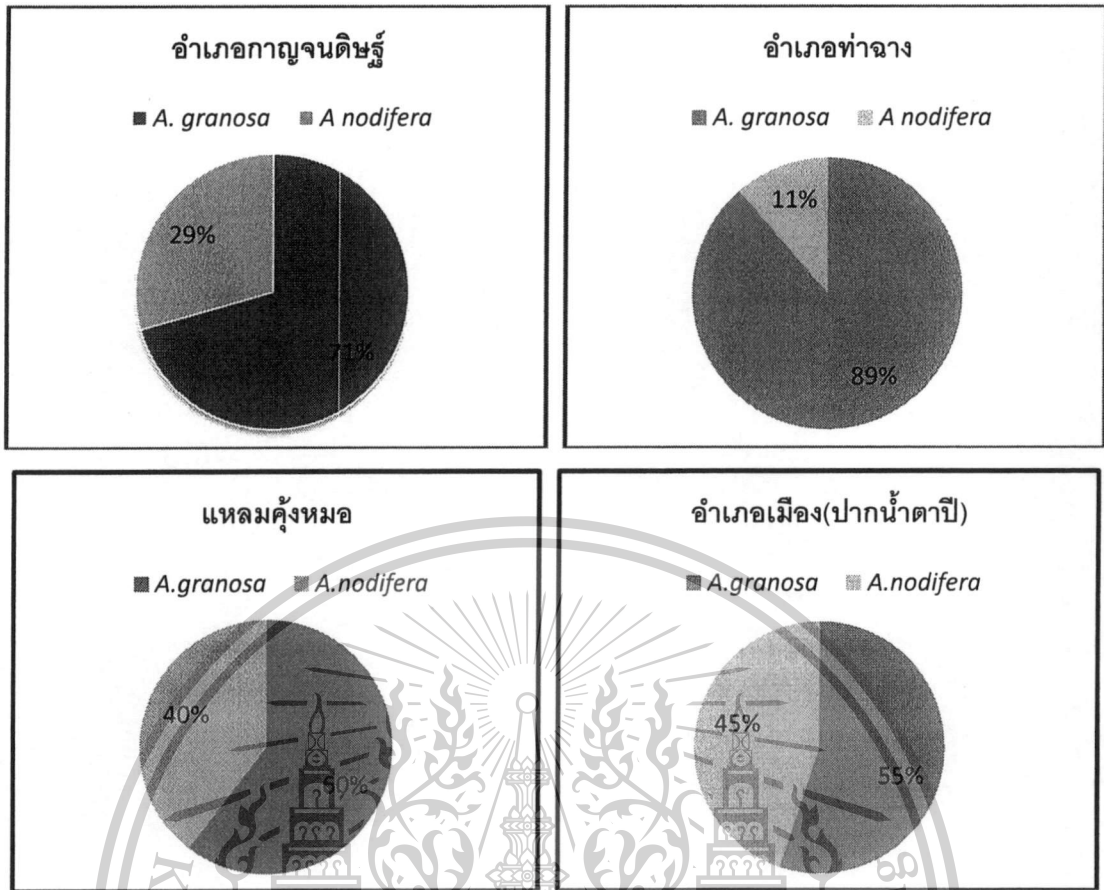 อำเภอกาญจนดิษฐ์
A. granosa A nodifera
29%
71%
อำเภอท่าฉาง
A. granosa A nodifera
11%
89%
แหลมคุ้งหมอ
A.granosa A.nodifera
40%
60%
อำเภอเมือง(ปากน้ำตาปี)
A.granosa A.nodifera
45%
55%